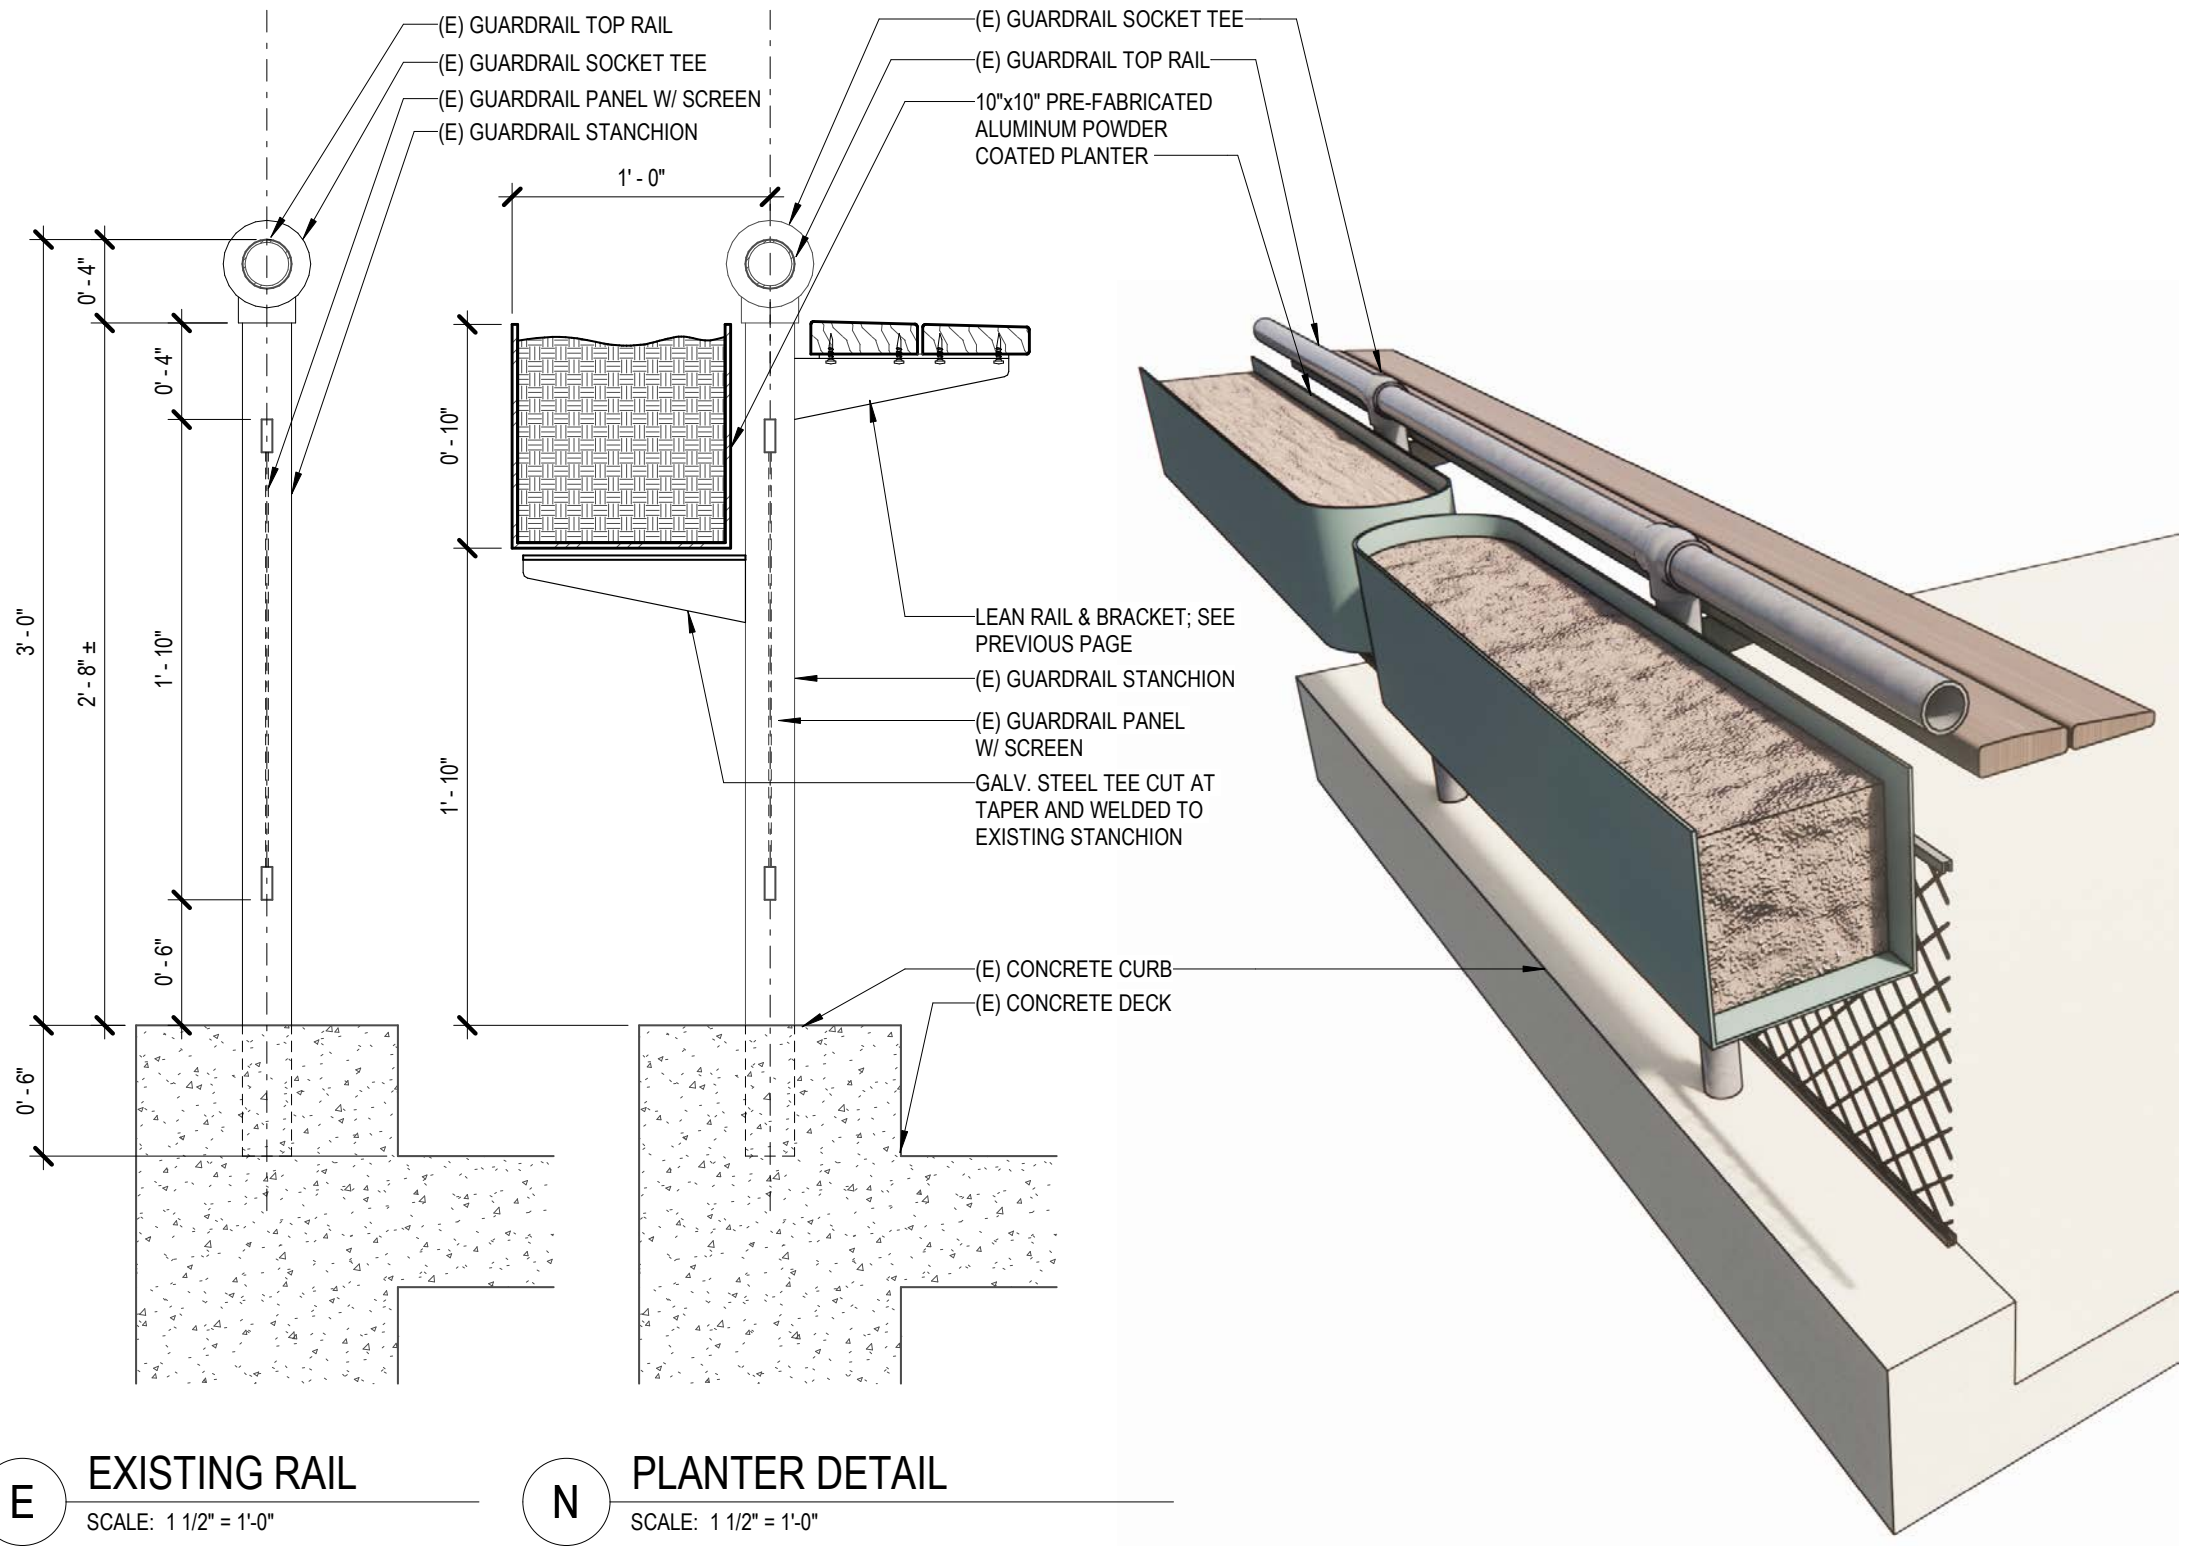 (E) GUARDRAIL TOP RAIL
(E) GUARDRAIL SOCKET TEE
(E) GUARDRAIL PANEL W/ SCREEN
(E) GUARDRAIL STANCHION
3' - 0"
0' - 6"
0' - 4"
2' - 8" ±
0' - 4"
1' - 10"
0' - 6"
E
EXISTING RAIL
SCALE: 1 1/2" = 1'-0"
1' - 0"
0' - 10"
1' - 10"
(E) GUARDRAIL SOCKET TEE
(E) GUARDRAIL TOP RAIL
10"x10" PRE-FABRICATED
ALUMINUM POWDER
COATED PLANTER
LEAN RAIL & BRACKET; SEE
PREVIOUS PAGE
(E) GUARDRAIL STANCHION
(E) GUARDRAIL PANEL
W/ SCREEN
GALV. STEEL TEE CUT AT
TAPER AND WELDED TO
EXISTING STANCHION
(E) CONCRETE CURB
(E) CONCRETE DECK
N
PLANTER DETAIL
SCALE: 1 1/2" = 1'-0"